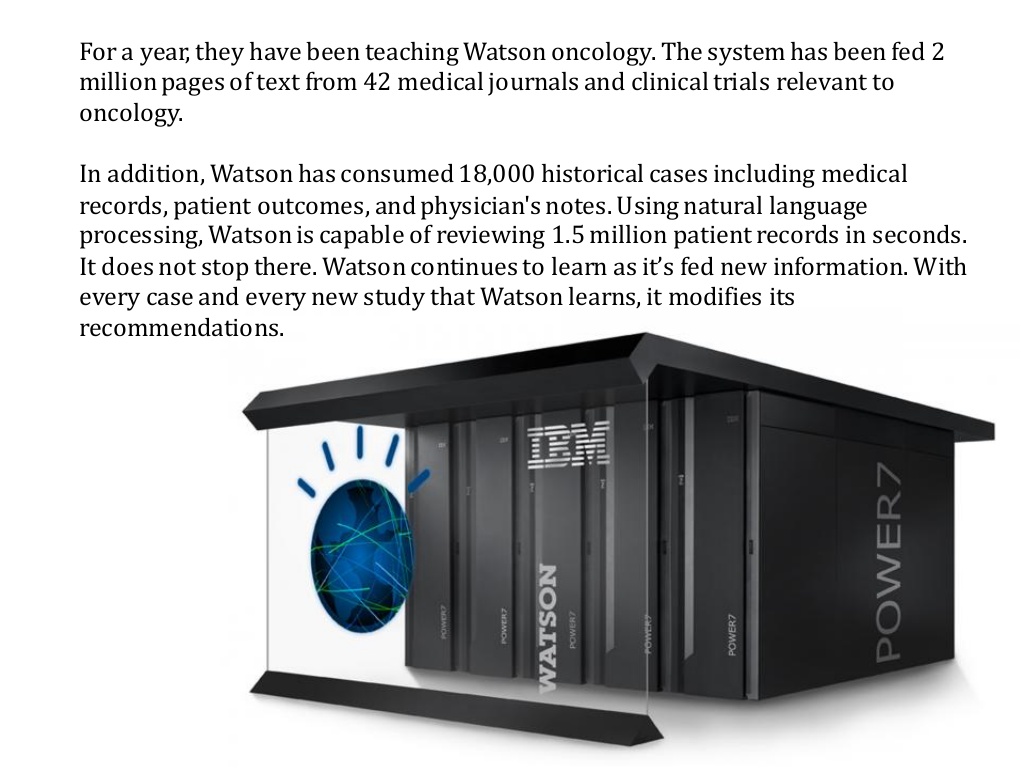 For a year, they have been teaching Watson oncology. The system has been fed 2
million pages of text from 42 medical journals and clinical trials relevant to
oncology.
In addition, Watson has consumed 18,000 historical cases including medical
records, patient outcomes, and physician's notes. Using natural language
processing, Watson is capable of reviewing 1.5 million patient records in seconds.
It does not stop there. Watson continues to learn as it’s fed new information. With
every case and every new study that Watson learns, it modifies its
recommendations.
IBM
WATSON
POWER7
POWER7
POWER7
POWER7
POWER7
POWER7